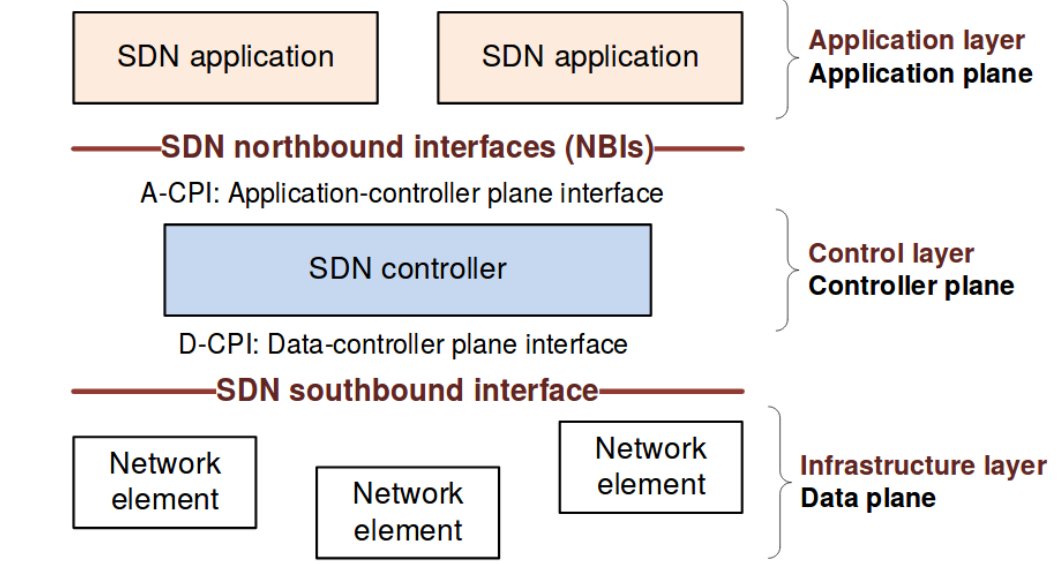 SDN application
SDN application
Application layer
Application plane
SDN northbound interfaces (NBIs)
A-CPI: Application-controller plane interface
SDN controller
Control layer
Controller plane
D-CPI: Data-controller plane interface
SDN southbound interface
Network
element
Network
element
Network
element
Infrastructure layer
Data plane